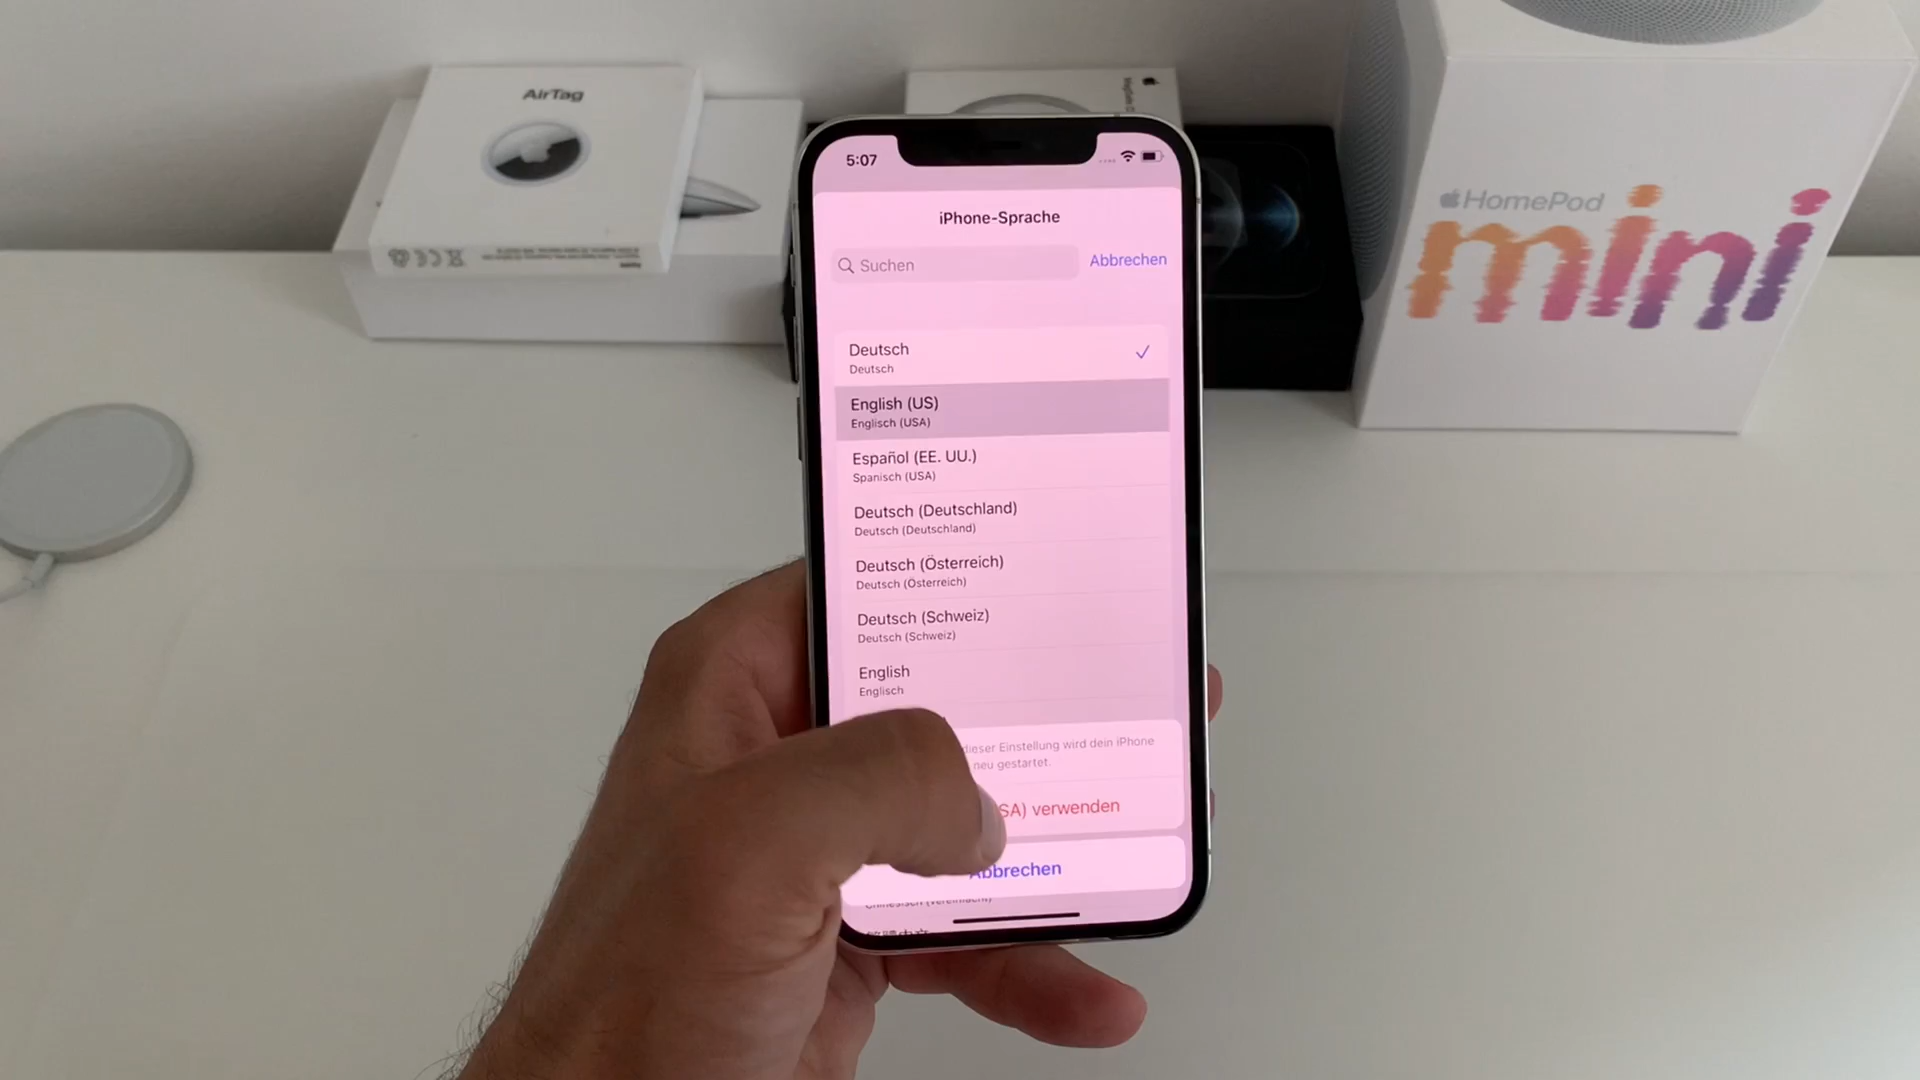 AirTag
5:07
iPhone-Sprache
Suchen
Abbrechen
Deutsch
Deutsch
English (US)
Englisch (USA)
Español (EE. UU.)
Spanisch (USA)
Deutsch (Deutschland)
Deutsch (Deutschland)
Deutsch (Österreich)
Deutsch (Österreich)
Deutsch (Schweiz)
Deutsch (Schweiz)
English
Englisch
dieser Einstellung wird dein iPhone
neu gestartet.
SA) verwenden
Abbrechen
HomePod
mini